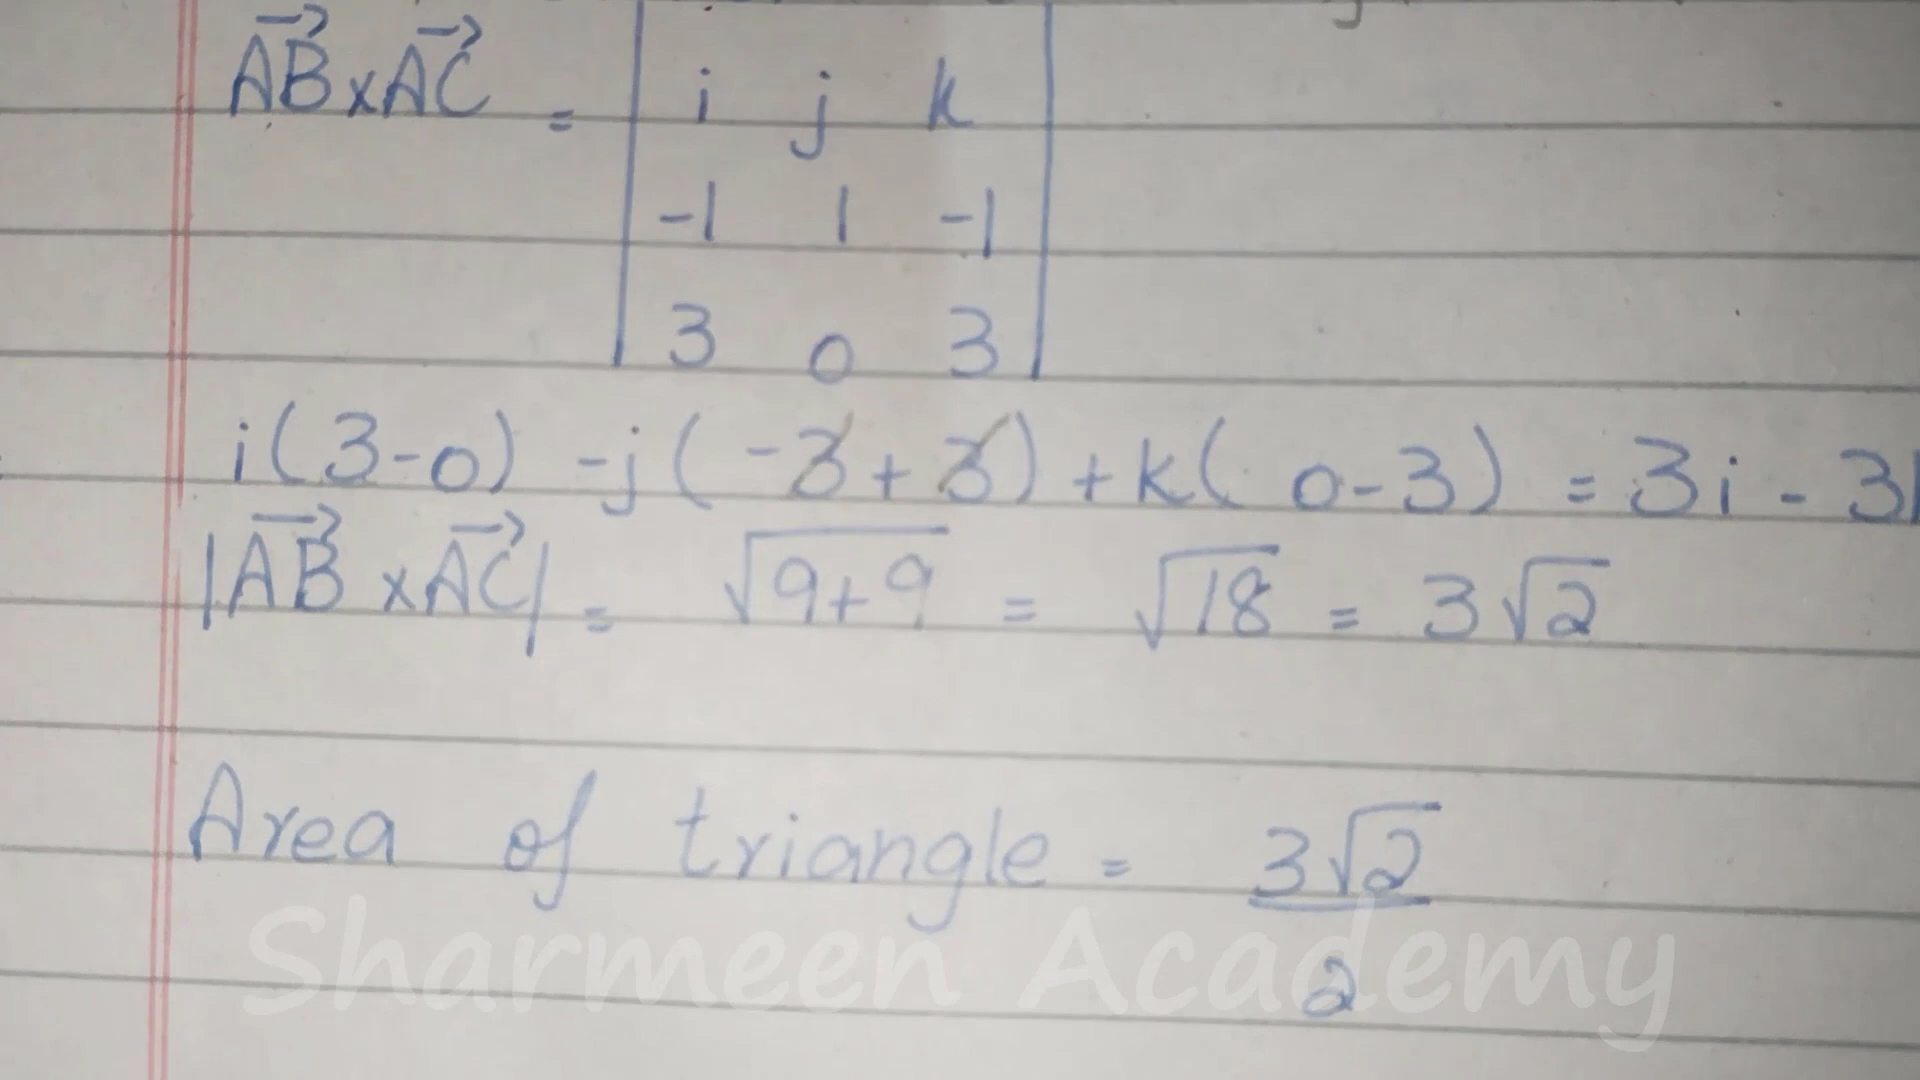 AB×AC = | i j k |
| -1 1 -1 |
| 3 0 3 |
i(3-0) -j(-3+3) +k(0-3) = 3i - 3
|AB×AC| = √9+9 = √18 = 3√2
Area of triangle = 3√2
2
Sharmeen Academy